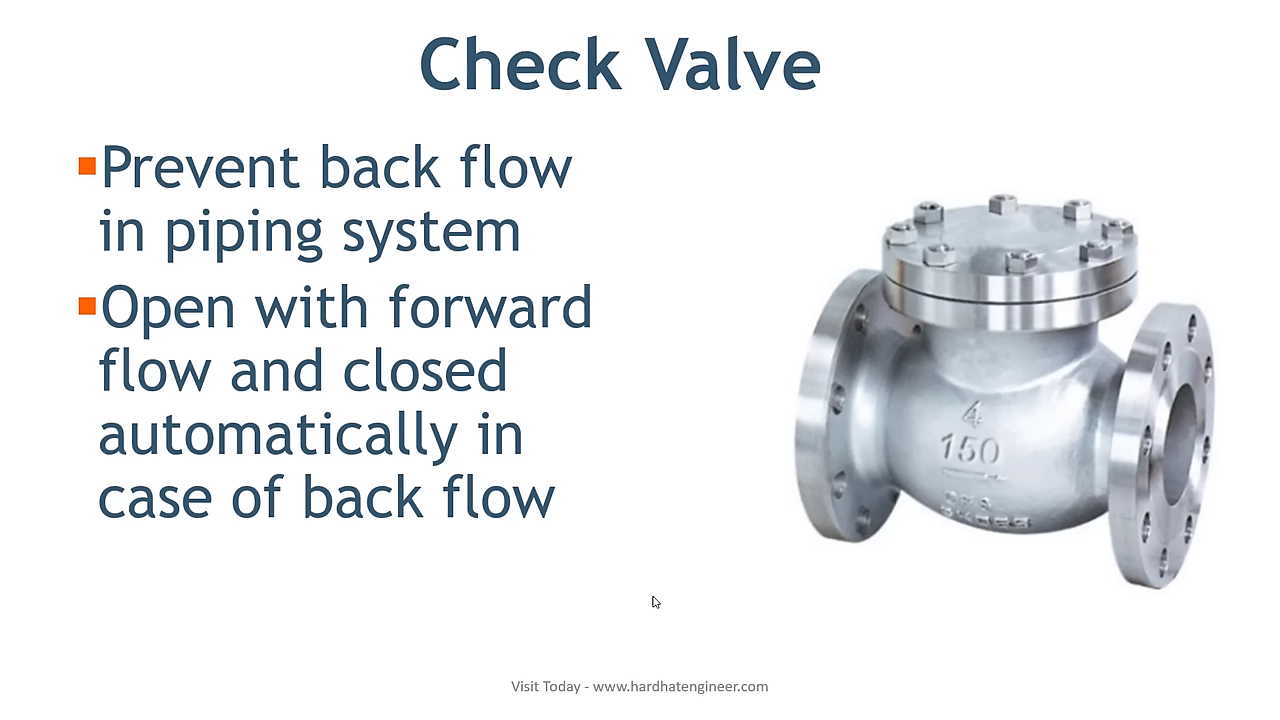 Check Valve
Prevent back flow
in piping system
Open with forward
flow and closed
automatically in
case of back flow
4
150
Visit Today - www.hardhatengineer.com